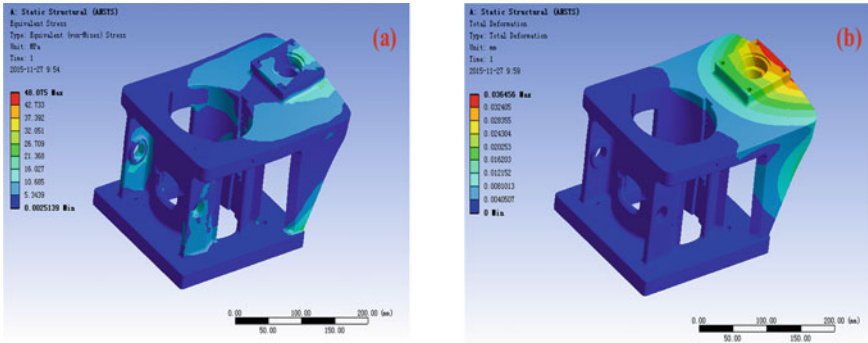 A: Static Structural (ANSYS)
Equivalent Stress
Type: Equivalent (von-Mises) Stress
Unit: MPa
Time: 1
2015-11-27 9:54
(a)
48.075 Max
42.733
37.392
32.051
26.709
21.368
16.027
10.685
5.3439
0.0025139 Min
0.00 100.00 200.00 (mm)
50.00 150.00
A: Static Structural (ANSYS)
Total Deformation
Type: Total Deformation
Unit: mm
Time: 1
2015-11-27 9:59
(b)
0.036456 Max
0.032405
0.028355
0.024304
0.020253
0.016203
0.012152
0.0081013
0.0040507
0 Min
0.00 100.00 200.00 (mm)
50.00 150.00